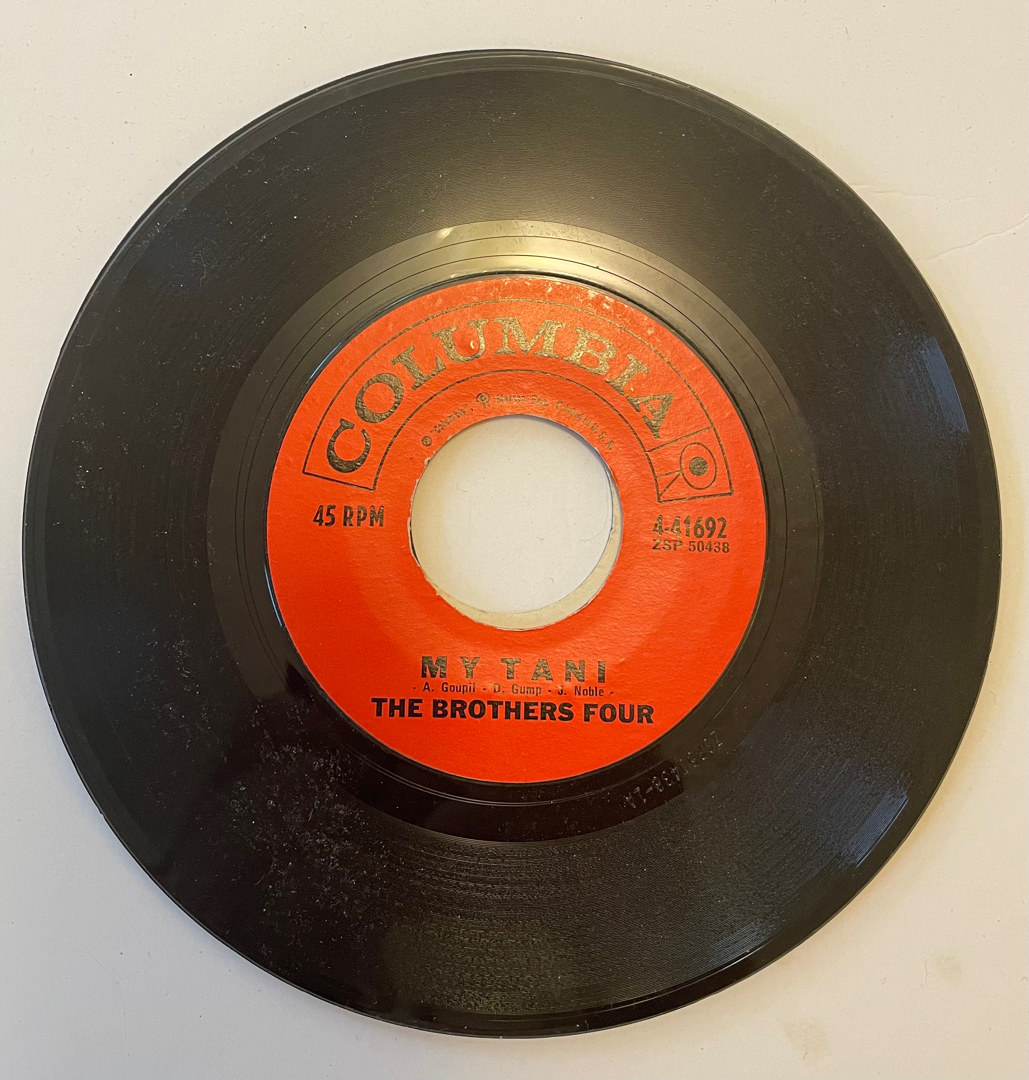 COLUMBIA
45 RPM
4-41692
ZSP 50438
MY TANI
- A. Goupil - D. Gump - J. Noble -
THE BROTHERS FOUR